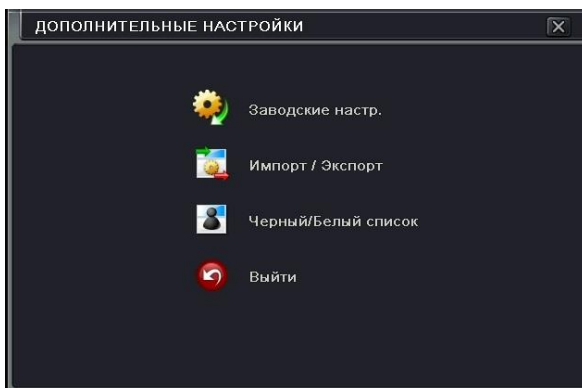 ДОПОЛНИТЕЛЬНЫЕ НАСТРОЙКИ
Заводские настр.
Импорт / Экспорт
Черный/Белый список
Выйти